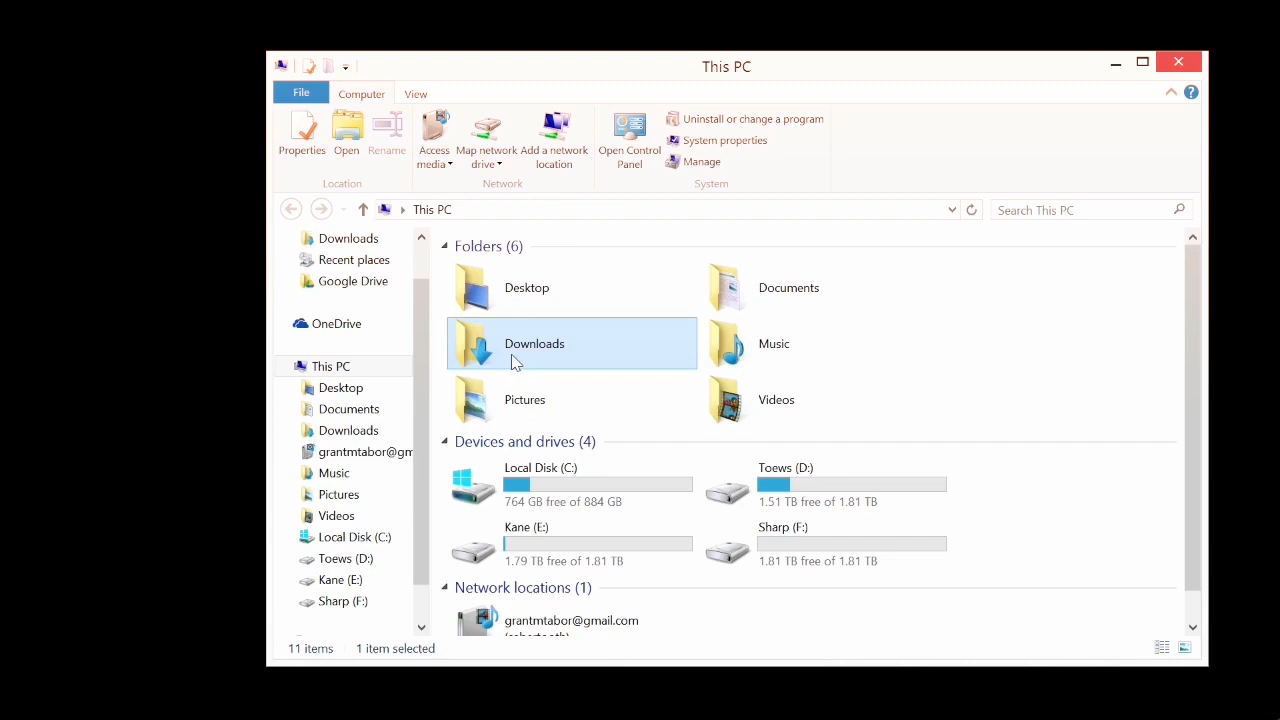 This PC
File
Computer
View
Properties
Open
Rename
Access media
Map network drive
Add a network location
Open Control Panel
Uninstall or change a program
System properties
Manage
Location
Network
System
This PC
Search This PC
Downloads
Recent places
Google Drive
OneDrive
This PC
Desktop
Documents
Downloads
grantmtabor@gm
Music
Pictures
Videos
Local Disk (C:)
Toews (D:)
Kane (E:)
Sharp (F:)
Folders (6)
Desktop
Documents
Downloads
Music
Pictures
Videos
Devices and drives (4)
Local Disk (C:)
764 GB free of 884 GB
Toews (D:)
1.51 TB free of 1.81 TB
Kane (E:)
1.79 TB free of 1.81 TB
Sharp (F:)
1.81 TB free of 1.81 TB
Network locations (1)
grantmtabor@gmail.com
11 items
1 item selected